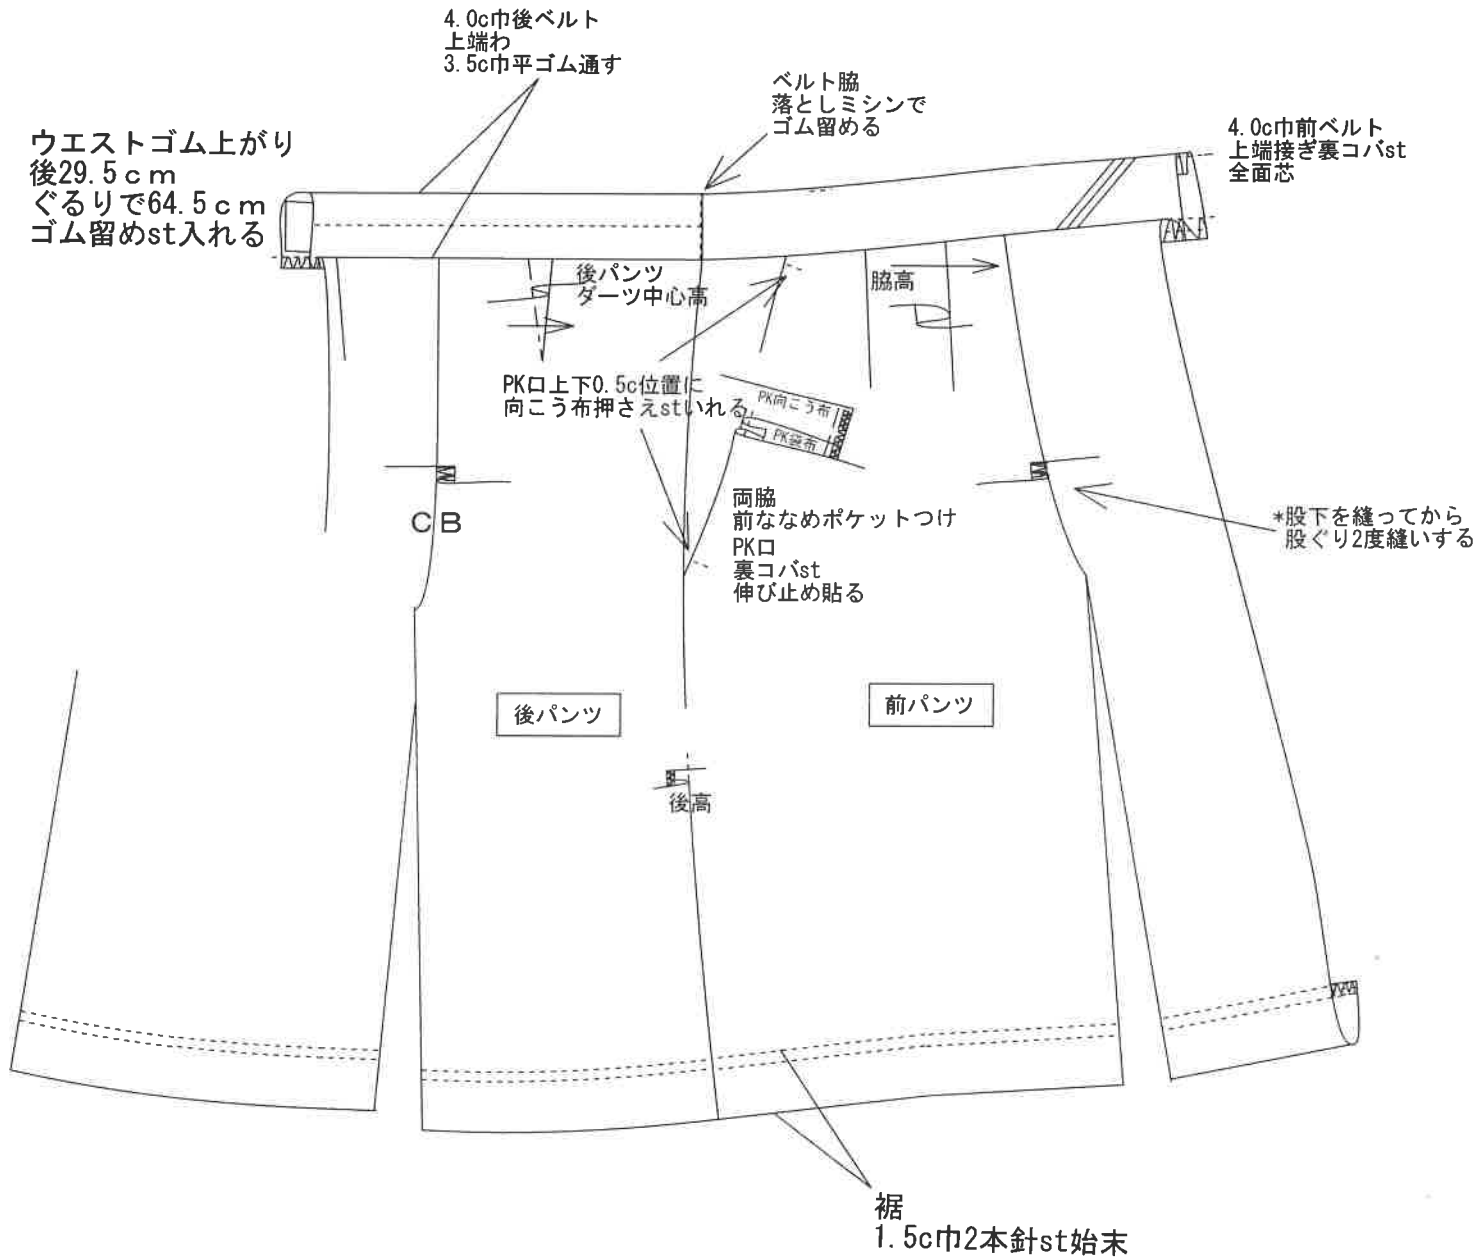 4.0c巾後ベルト
上端わ
3.5c巾平ゴム通す
ベルト脇
落としミシンで
ゴム留める
4.0c巾前ベルト
上端接ぎ裏コバst
全面芯
ウエストゴム上がり
後29.5ｃｍ
ぐるりで64.5ｃｍ
ゴム留めst入れる
後パンツ
ダーツ中心高
脇高
PK口上下0.5c位置に
向こう布押さえstいれる
PK向こう布
PK袋布
両脇
前ななめポケットつけ
PK口
裏コバst
伸び止め貼る
ＣＢ
*股下を縫ってから
股ぐり2度縫いする
後パンツ
前パンツ
後高
裾
1.5c巾2本針st始末